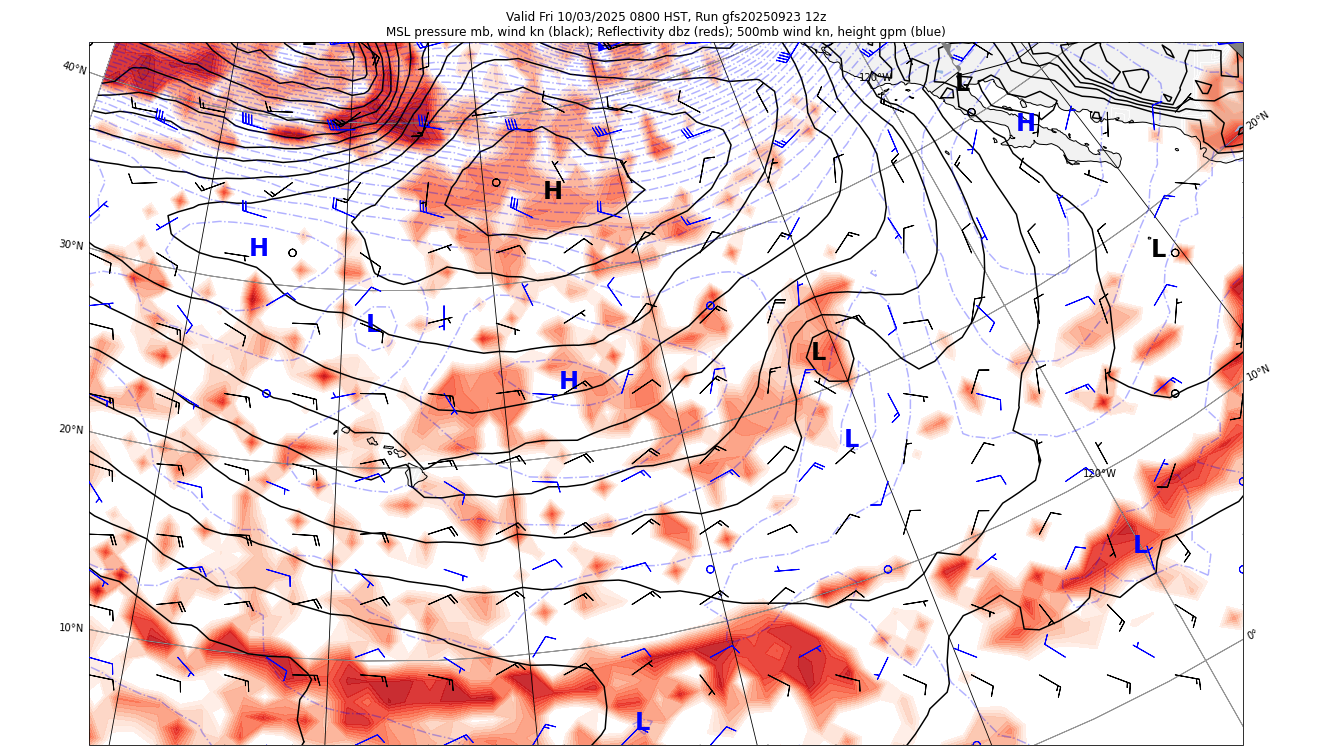 Valid Fri 10/03/2025 0800 HST, Run gfs20250923 12z
MSL pressure mb, wind kn (black); Reflectivity dbz (reds); 500mb wind kn, height gpm (blue)
40°N
120°W
L
H
20°N
H
30°N
H
L
L
L
H
10°N
20°N
L
120°W
L
10°N
0°
L